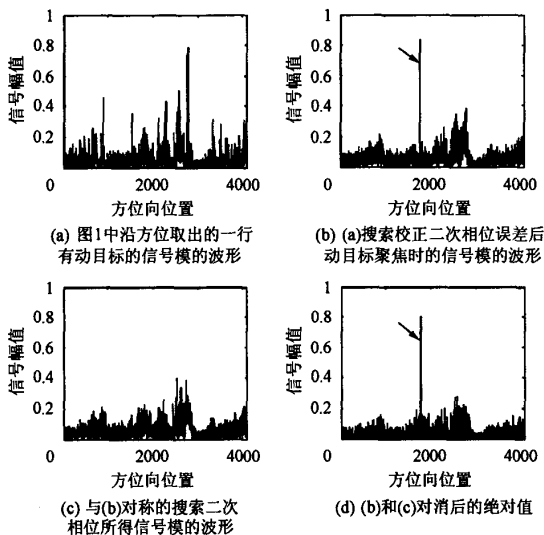 1
0.8
0.6
0.4
0.2
信号幅值
0 2000 4000
方位向位置
(a) 图1中沿方位取出的一行
有动目标的信号模的波形
1
0.8
0.6
0.4
0.2
信号幅值
0 2000 4000
方位向位置
(b) (a)搜索校正二次相位误差后
动目标聚焦时的信号模的波形
1
0.8
0.6
0.4
0.2
信号幅值
0 2000 4000
方位向位置
(c) 与(b)对称的搜索二次
相位所得信号模的波形
1
0.8
0.6
0.4
0.2
信号幅值
0 2000 4000
方位向位置
(d) (b)和(c)对消后的绝对值